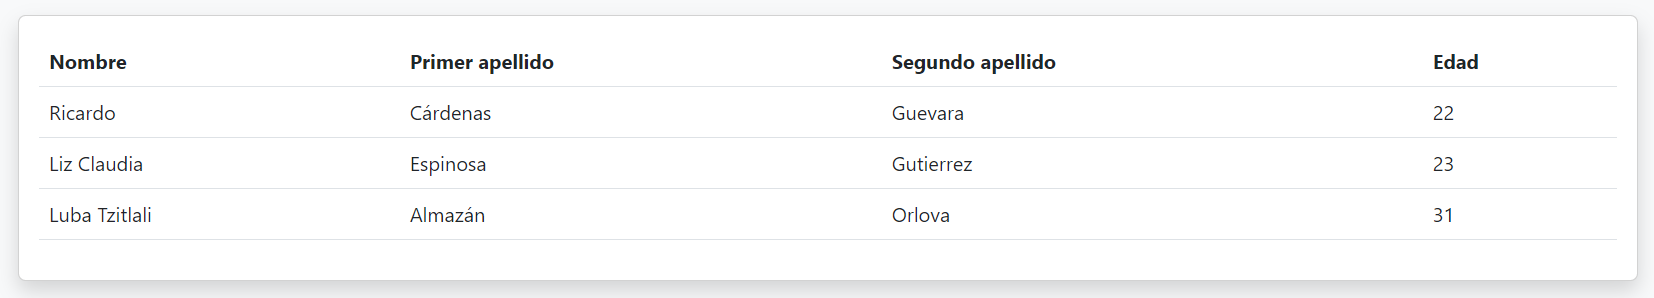 Nombre Primer apellido Segundo apellido Edad
Ricardo Cárdenas Guevara 22
Liz Claudia Espinosa Gutierrez 23
Luba Tzitlali Almazán Orlova 31